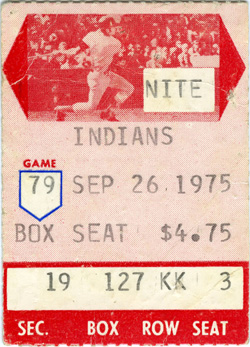 NITE
INDIANS
GAME
79 SEP 26 1975
BOX SEAT $4.75
19 127 KK 3
SEC. BOX ROW SEAT